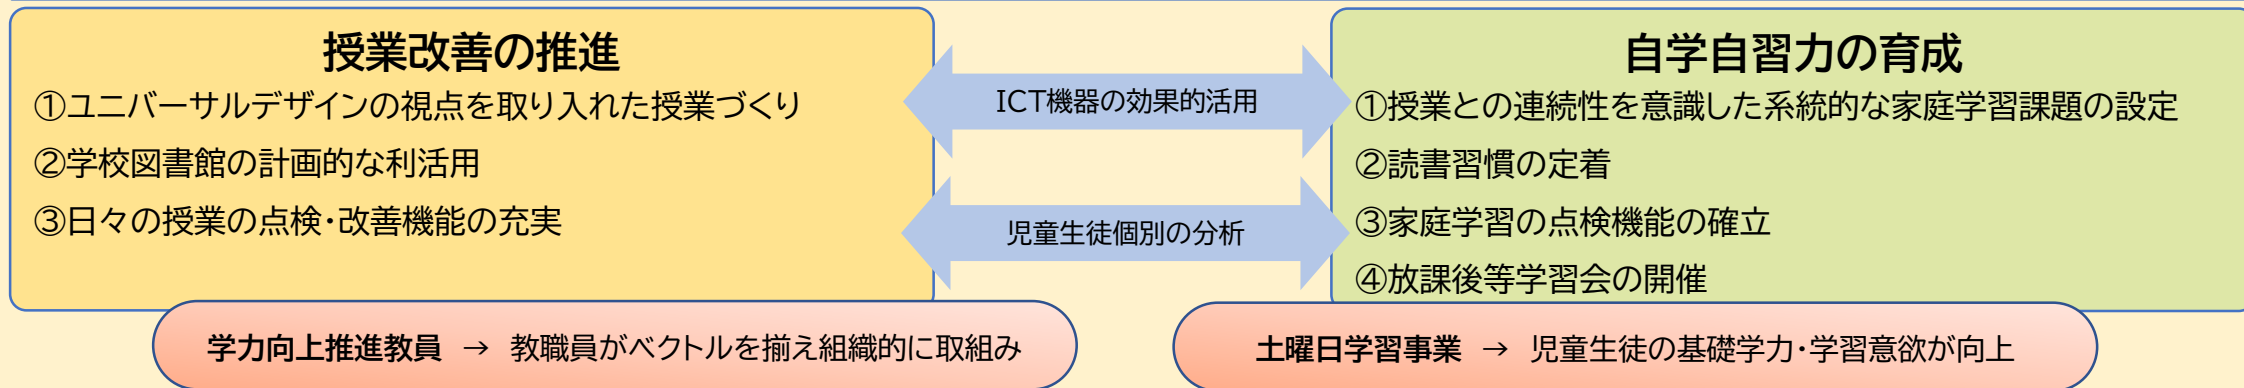 授業改善の推進
①ユニバーサルデザインの視点を取り入れた授業づくり
②学校図書館の計画的な利活用
③日々の授業の点検・改善機能の充実
ICT機器の効果的活用
児童生徒個別の分析
自学自習力の育成
①授業との連続性を意識した系統的な家庭学習課題の設定
②読書習慣の定着
③家庭学習の点検機能の確立
④放課後等学習会の開催
学力向上推進教員 → 教職員がベクトルを揃え組織的に取組み
土曜日学習事業 → 児童生徒の基礎学力・学習意欲が向上